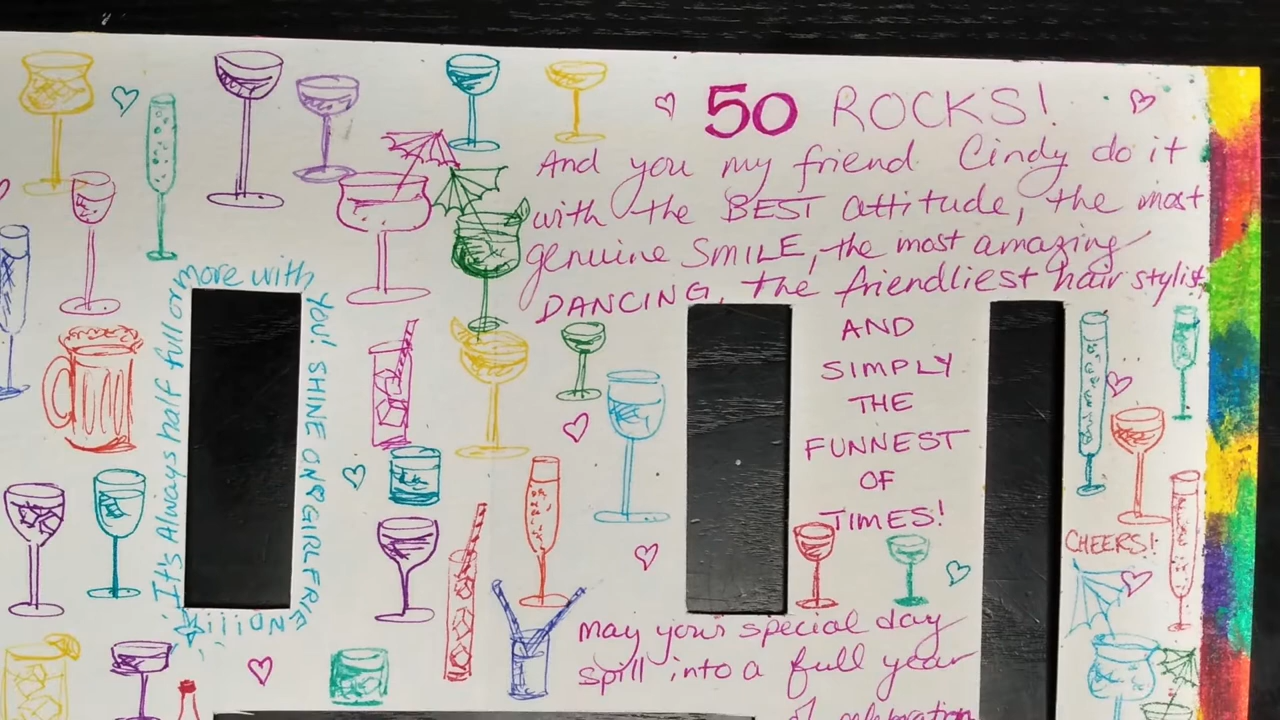 50 ROCKS!
And you my friend Cindy do it
with the BEST attitude, the most
genuine SMILE, the most amazing
DANCING, the friendliest hair stylist
AND
SIMPLY
THE
FUNNEST
OF
TIMES!
It's Always half full or more with You! SHINE ON GIRLFRIEND!!!!
CHEERS!
May your special day
spill into a full year
of celebration